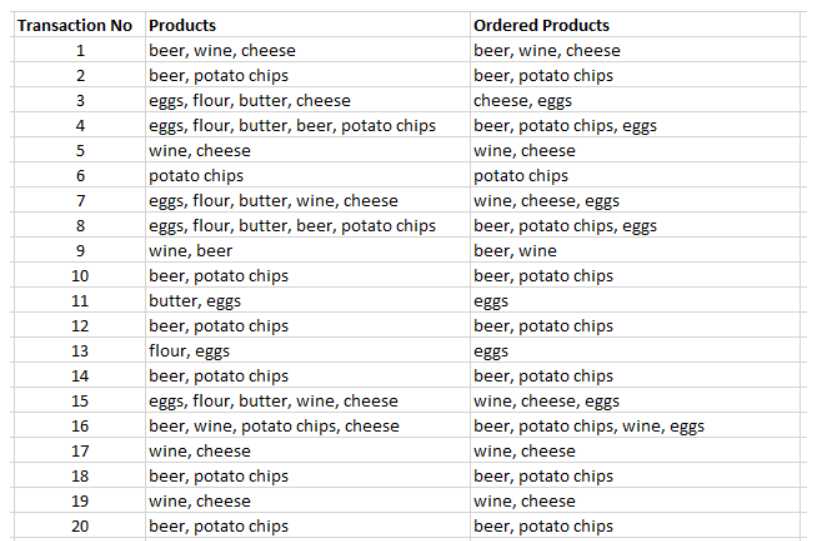 Transaction No Products Ordered Products
1 beer, wine, cheese beer, wine, cheese
2 beer, potato chips beer, potato chips
3 eggs, flour, butter, cheese cheese, eggs
4 eggs, flour, butter, beer, potato chips beer, potato chips, eggs
5 wine, cheese wine, cheese
6 potato chips potato chips
7 eggs, flour, butter, wine, cheese wine, cheese, eggs
8 eggs, flour, butter, beer, potato chips beer, potato chips, eggs
9 wine, beer beer, wine
10 beer, potato chips beer, potato chips
11 butter, eggs eggs
12 beer, potato chips beer, potato chips
13 flour, eggs eggs
14 beer, potato chips beer, potato chips
15 eggs, flour, butter, wine, cheese wine, cheese, eggs
16 beer, wine, potato chips, cheese beer, potato chips, wine, eggs
17 wine, cheese wine, cheese
18 beer, potato chips beer, potato chips
19 wine, cheese wine, cheese
20 beer, potato chips beer, potato chips